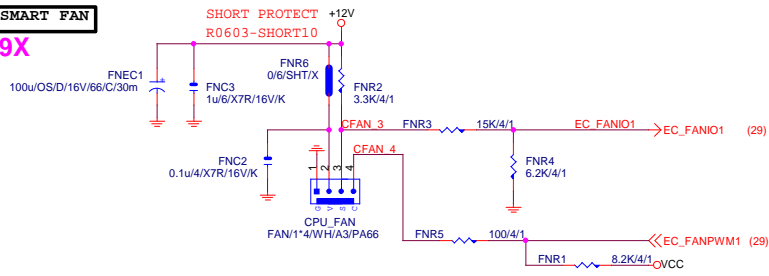 SMART FAN
9X
SHORT PROTECT
R0603-SHORT10
+12V
FNEC1
100u/OS/D/16V/66/C/30m
FNC3
1u/6/X7R/16V/K
FNR6
0/6/SHT/X
FNR2
3.3K/4/1
CFAN_3
FNR3
15K/4/1
EC_FANIO1
EC_FANIO1
(29)
CFAN_4
FNC2
0.1u/4/X7R/16V/K
FNR4
6.2K/4/1
1
2
3
4
G
V
S
C
CPU_FAN
FAN/1*4/WH/A3/PA66
FNR5
100/4/1
EC_FANPWM1
(29)
FNR1
8.2K/4/1
VCC